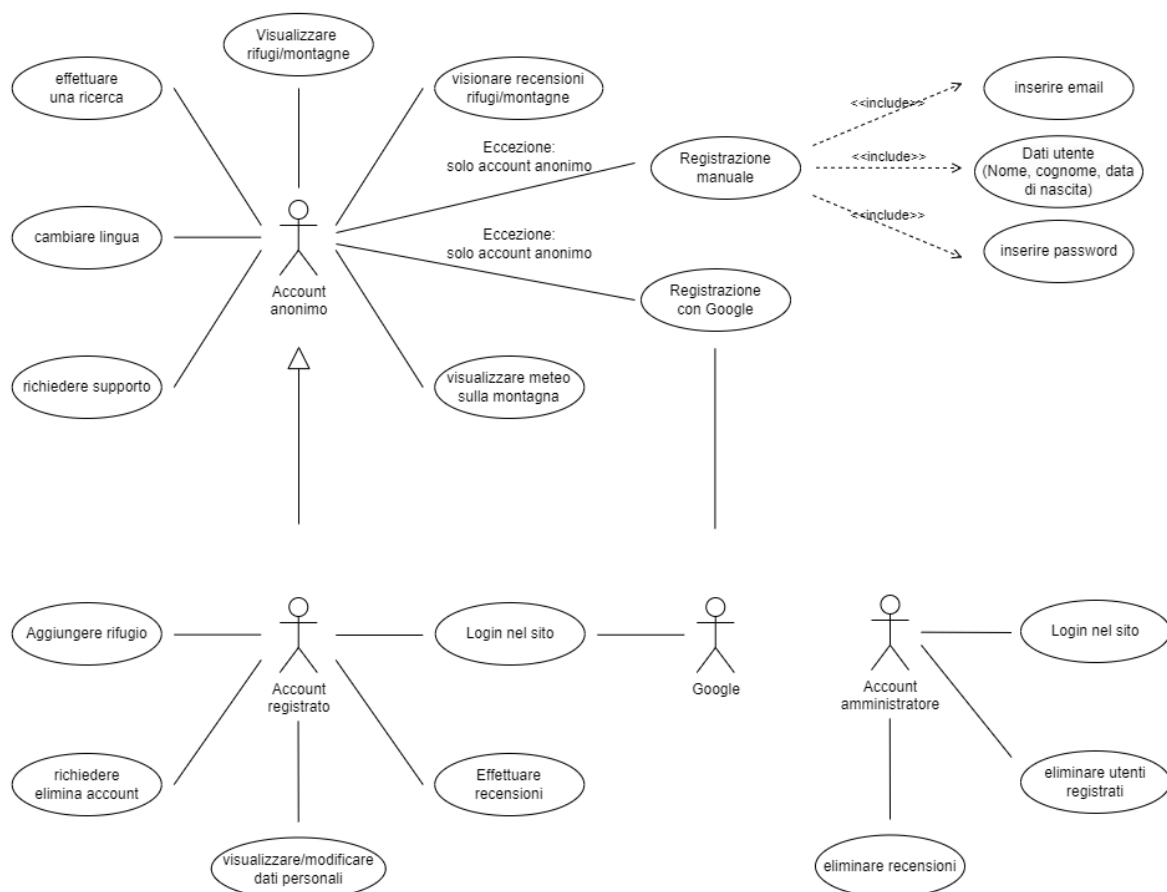 Visualizzare
rifugi/montagne
effettuare
una ricerca
visionare recensioni
rifugi/montagne
inserire email
<<include>>
Eccezione:
solo account anonimo
Registrazione
manuale
<<include>>
Dati utente
(Nome, cognome, data
di nascita)
<<include>>
cambiare lingua
Eccezione:
solo account anonimo
inserire password
Account
anonimo
Registrazione
con Google
richiedere supporto
visualizzare meteo
sulla montagna
Aggiungere rifugio
Login nel sito
Login nel sito
Account
registrato
Google
Account
amministratore
richiedere
elimina account
Effettuare
recensioni
eliminare utenti
registrati
visualizzare/modificare
dati personali
eliminare recensioni